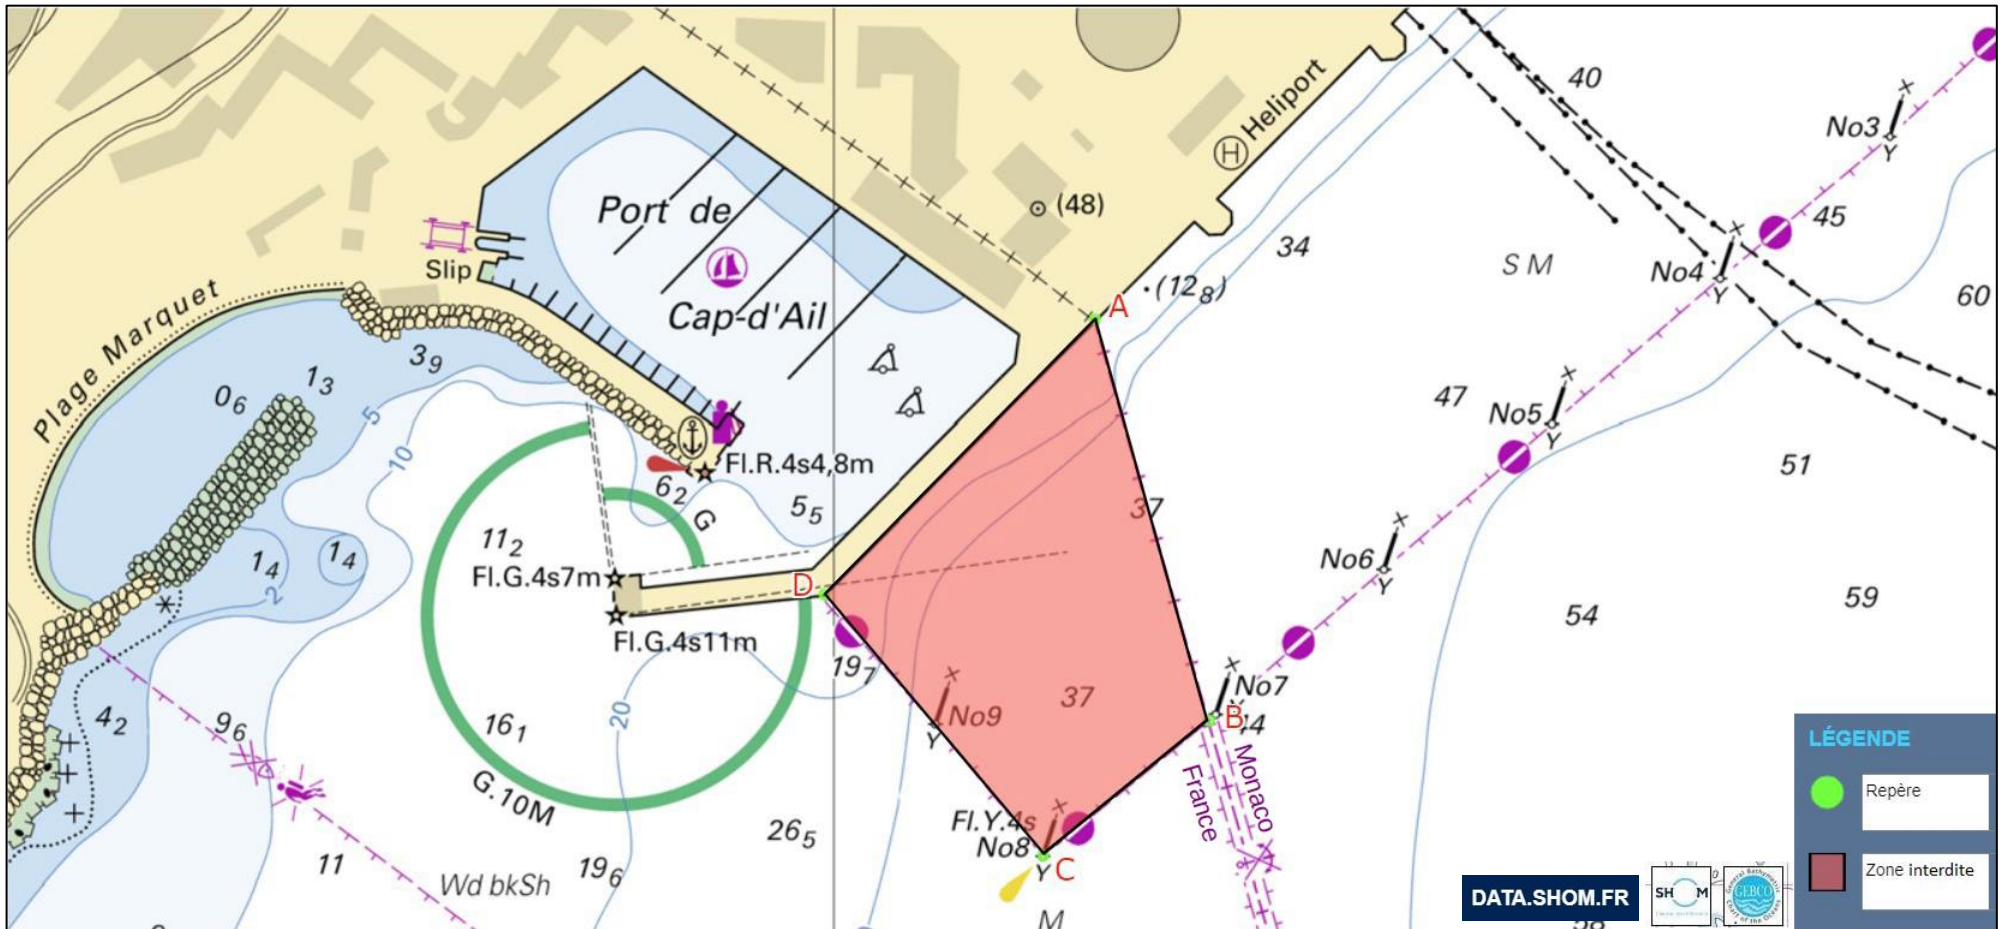 40
No3
Y
Heliport
H
(48)
Port de
34
45
S M
No4
Y
60
Slip
(12₈)
Cap-d'Ail
A
Plage Marquet
3₉
1₃
0₆
5
47
No5
Y
10
Fl.R.4s4,8m
6₂
5₅
G
51
37
11₂
1₄
1₄
2
Fl.G.4s7m
D
No6
Y
59
54
Fl.G.4s11m
19₇
37
No7
Y
4₂
9₆
16₁
20
No9
Y
B
44
Monaco
France
LÉGENDE
Repère
G.10M
26₅
Fl.Y.4s
No8
Y
C
11
19₆
Wd bkSh
M
Zone interdite
DATA.SHOM.FR
SHOM
GEBCO